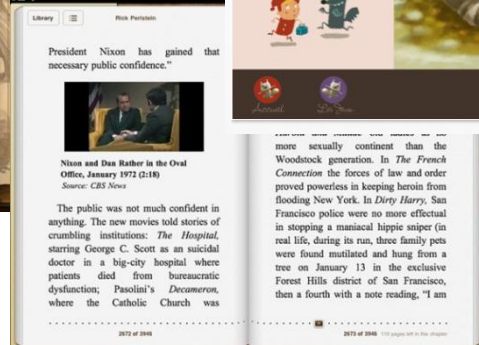 Library
Rick Perlstein
President Nixon has gained that
necessary public confidence.”
Nixon and Dan Rather in the Oval
Office, January 1972 (2:18)
Source: CBS News
The public was not much confident in
anything. The new movies told stories of
crumbling institutions: The Hospital,
starring George C. Scott as an suicidal
doctor in a big-city hospital where
patients died from bureaucratic
dysfunction; Pasolini’s Decameron,
where the Catholic Church was
2672 of 3946
Accueil
more sexually continent than the
Woodstock generation. In The French
Connection the forces of law and order
proved powerless in keeping heroin from
flooding New York. In Dirty Harry, San
Francisco police were no more effectual
in stopping a maniacal hippie sniper (in
real life, during its run, three family pets
were found mutilated and hung from a
tree on January 13 in the exclusive
Forest Hills district of San Francisco,
then a fourth with a note reading, “I am
2673 of 3946
pages left in this chapter